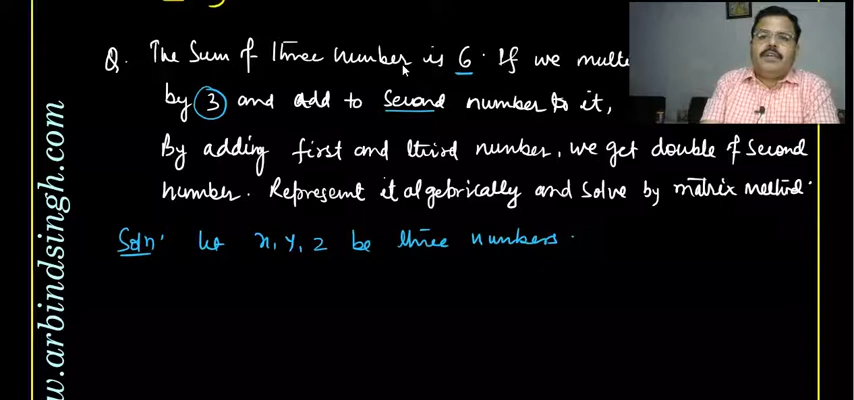 Q. The Sum of three number is 6. If we
by 3 and add to Second number to it,
By adding first and third number, we get double of second
number. Represent it algebrically and solve by matrix method.
Soln. let x, y, z be three numbers.
w.arbindsingh.com